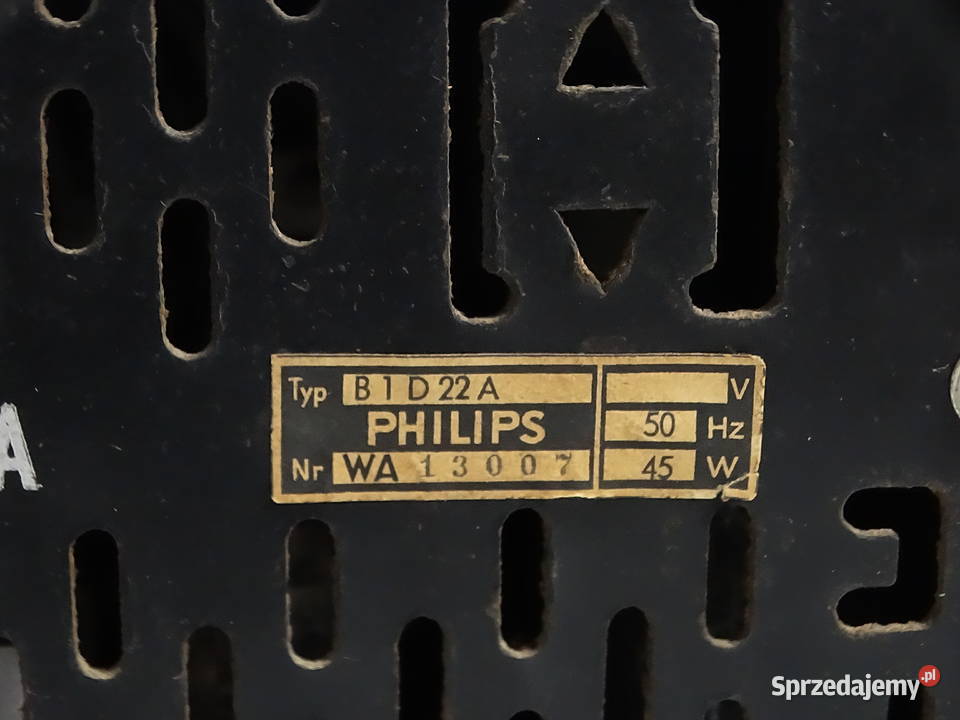 Typ B1D22A
PHILIPS
Nr WA 13007
V
50 Hz
45 W
A
Sprzedajemy.pl